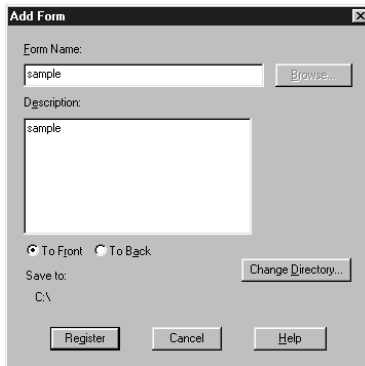 Add Form
Form Name:
sample
Browse...
Description:
sample
To Front To Back
Change Directory...
Save to:
C:\
Register Cancel Help